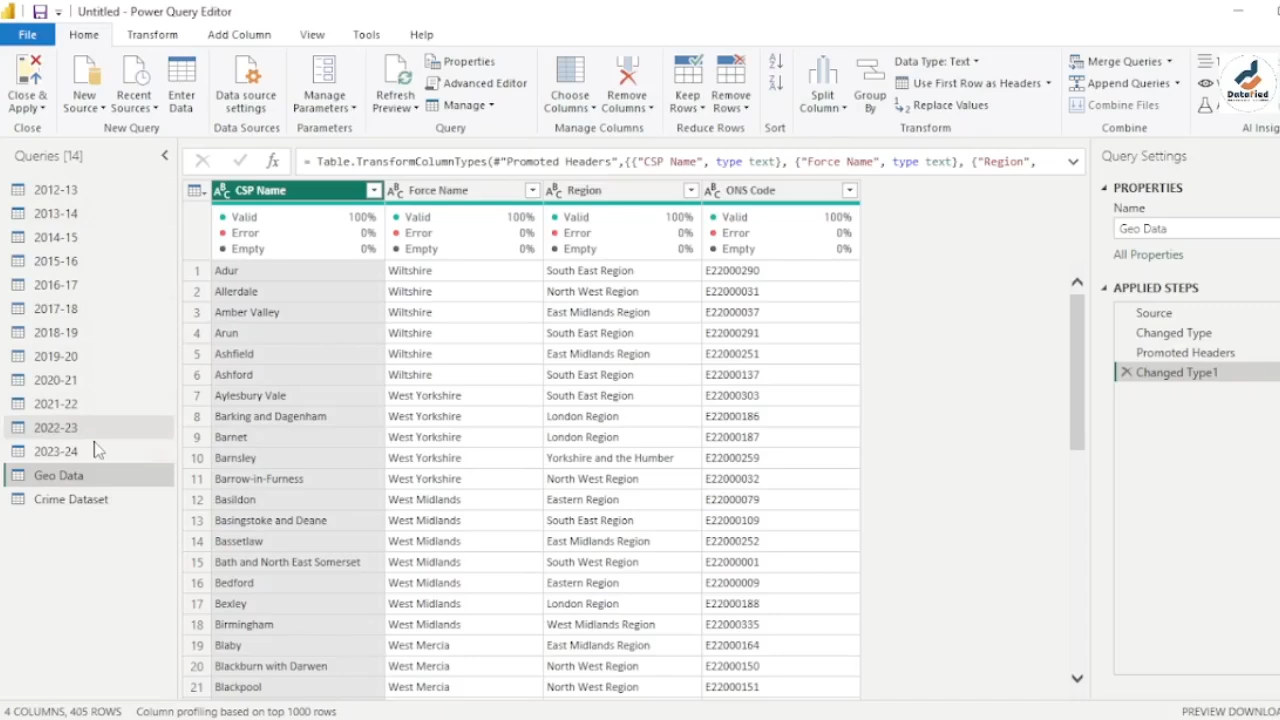 Untitled - Power Query Editor
File Home Transform Add Column View Tools Help
Close & Apply
New Source
Recent Sources
Enter Data
Data source settings
Manage Parameters
Refresh Preview
Properties
Advanced Editor
Manage
Choose Columns
Remove Columns
Keep Rows
Remove Rows
Split Column
Group By
Data Type: Text
Use First Row as Headers
Replace Values
Merge Queries
Append Queries
Combine Files
DataFied
Close New Query Data Sources Parameters Query Manage Columns Reduce Rows Sort Transform Combine AI Insig
Queries [14]
2012-13
2013-14
2014-15
2015-16
2016-17
2017-18
2018-19
2019-20
2020-21
2021-22
2022-23
2023-24
Geo Data
Crime Dataset
fx = Table.TransformColumnTypes(#"Promoted Headers",{{"CSP Name", type text}, {"Force Name", type text}, {"Region",
ABC CSP Name ABC Force Name ABC Region ABC ONS Code
Valid 100% Valid 100% Valid 100% Valid 100%
Error 0% Error 0% Error 0% Error 0%
Empty 0% Empty 0% Empty 0% Empty 0%
1 Adur Wiltshire South East Region E22000290
2 Allerdale Wiltshire North West Region E22000031
3 Amber Valley Wiltshire East Midlands Region E22000037
4 Arun Wiltshire South East Region E22000291
5 Ashfield Wiltshire East Midlands Region E22000251
6 Ashford Wiltshire South East Region E22000137
7 Aylesbury Vale West Yorkshire South East Region E22000303
8 Barking and Dagenham West Yorkshire London Region E22000186
9 Barnet West Yorkshire London Region E22000187
10 Barnsley West Yorkshire Yorkshire and the Humber E22000259
11 Barrow-in-Furness West Yorkshire North West Region E22000032
12 Basildon West Midlands Eastern Region E22000079
13 Basingstoke and Deane West Midlands South East Region E22000109
14 Bassetlaw West Midlands East Midlands Region E22000252
15 Bath and North East Somerset West Midlands South West Region E22000001
16 Bedford West Midlands Eastern Region E22000009
17 Bexley West Midlands London Region E22000188
18 Birmingham West Midlands West Midlands Region E22000335
19 Blaby West Mercia East Midlands Region E22000164
20 Blackburn with Darwen West Mercia North West Region E22000150
21 Blackpool West Mercia North West Region E22000151
Query Settings
PROPERTIES
Name
Geo Data
All Properties
APPLIED STEPS
Source
Changed Type
Promoted Headers
Changed Type1
4 COLUMNS, 405 ROWS Column profiling based on top 1000 rows PREVIEW DOWNLOA